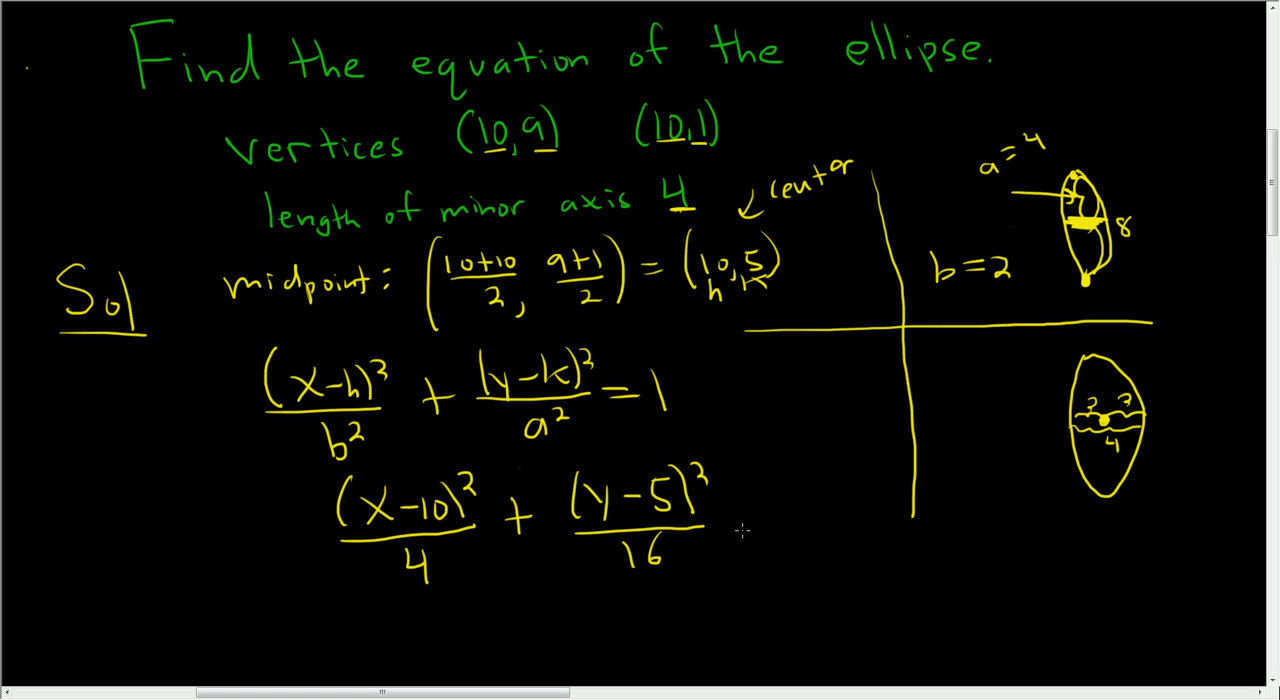 Find the equation of the ellipse.
vertices (10,9) (10,1)
length of minor axis 4
center
Sol
midpoint: ((10+10)/2, (9+1)/2) = (10,5)
h k
(x-h)²/b² + (y-k)²/a² = 1
(x-10)²/4 + (y-5)²/16
a=4
8
b=2
2 2
4